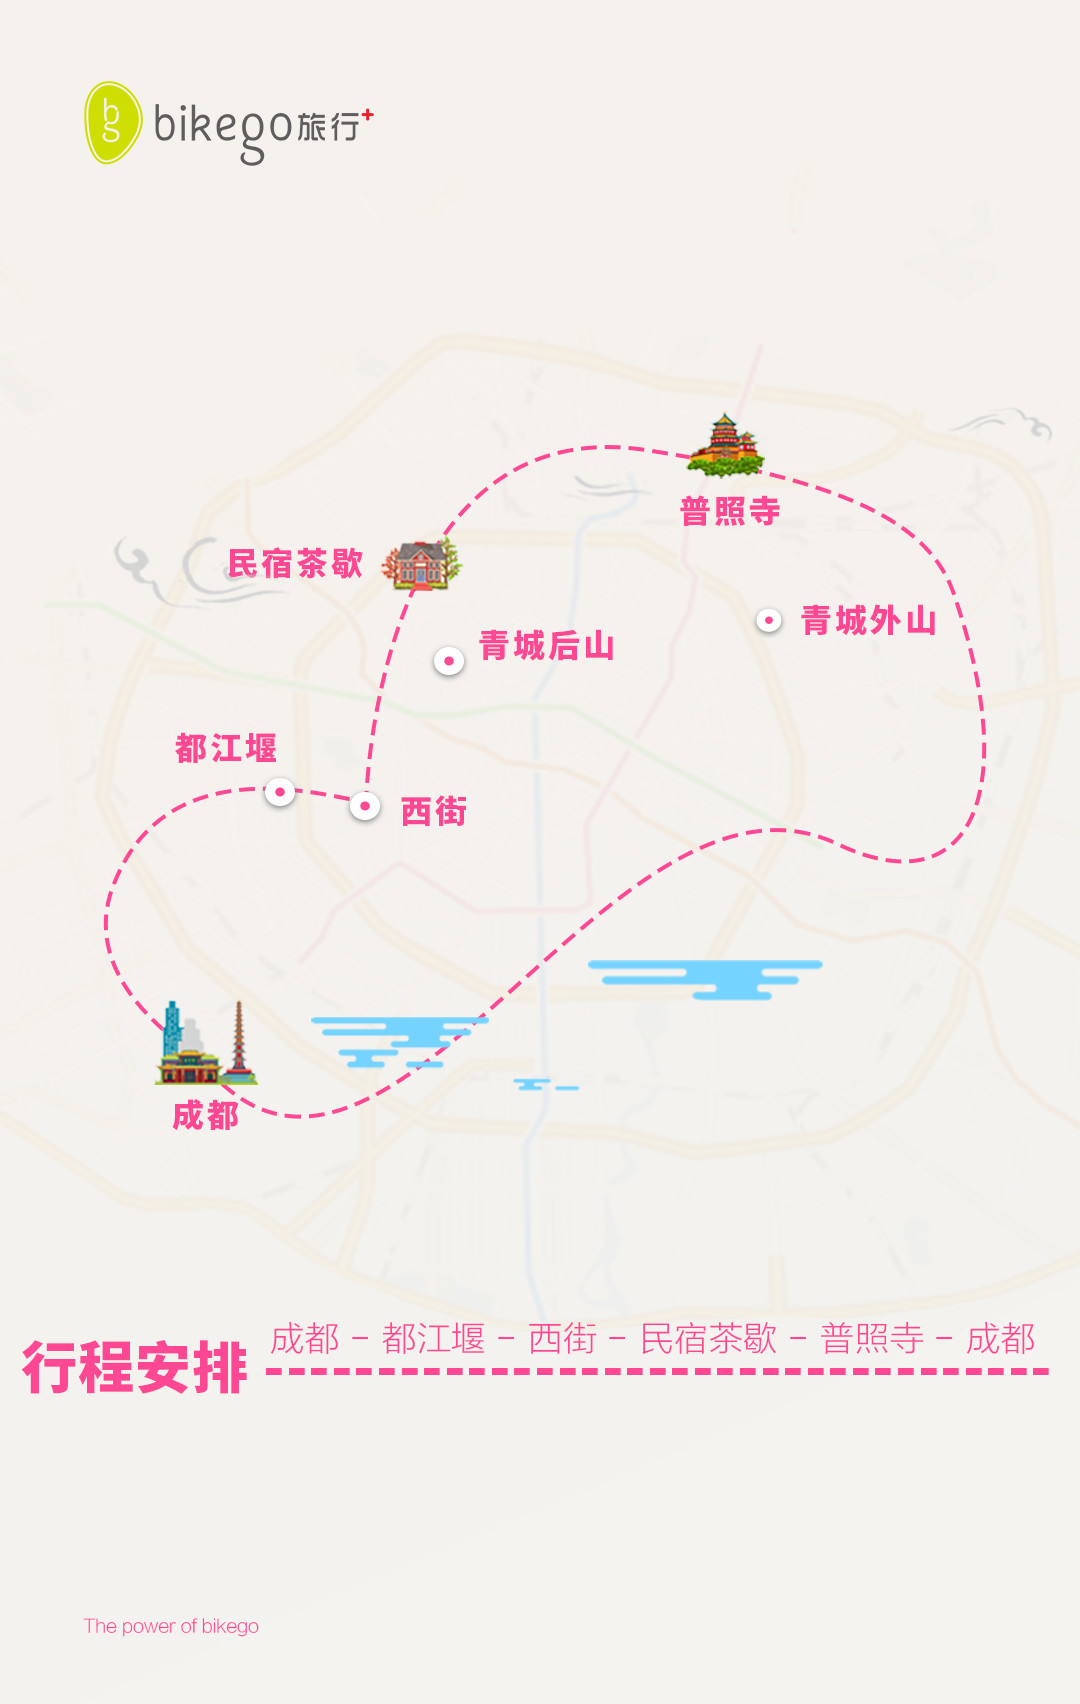 bikego旅行+
普照寺
民宿茶歇
青城外山
青城后山
都江堰
西街
成都
行程安排
成都 - 都江堰 - 西街 - 民宿茶歇 - 普照寺 - 成都
The power of bikego